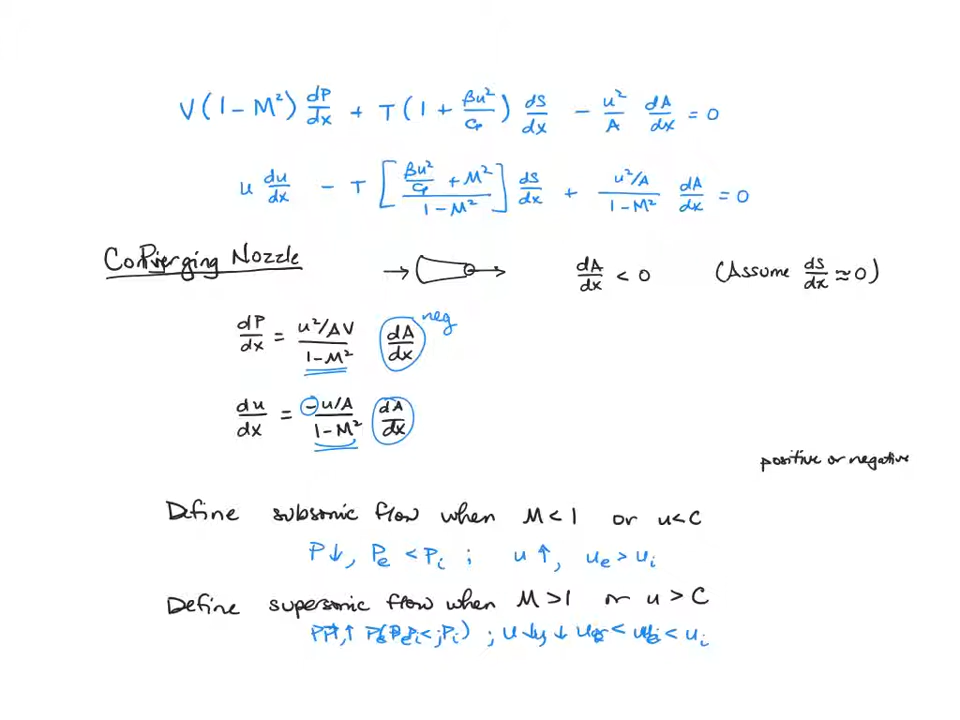 V(1-M²) dP/dx + T(1 + βu²/Cp) dS/dx - u²/A dA/dx = 0
u du/dx - T [(βu²/Cp + M²)/(1-M²)] dS/dx + (u²/A)/(1-M²) dA/dx = 0
Converging Nozzle dA/dx < 0 (Assume dS/dx ≈ 0)
dP/dx = (u²/AV)/(1-M²) dA/dx neg
du/dx = (-u/A)/(1-M²) dA/dx
positive or negative
Define subsonic flow when M<1 or u<C
P↓, Pe < Pi ; u↑, ue > ui
Define supersonic flow when M>1 or u>C